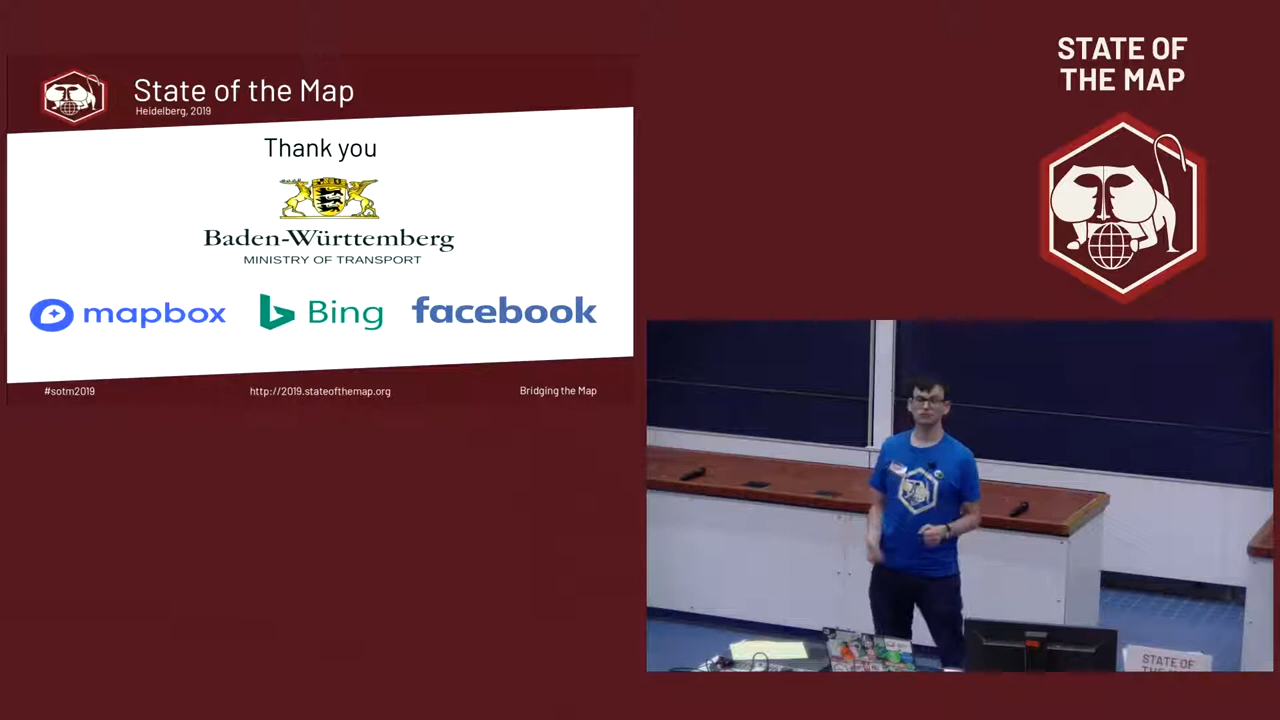 State of the Map
Heidelberg, 2019
Thank you
Baden-Württemberg
MINISTRY OF TRANSPORT
mapbox
Bing
facebook
#sotm2019
http://2019.stateofthemap.org
Bridging the Map
STATE OF
THE MAP
STATE OF